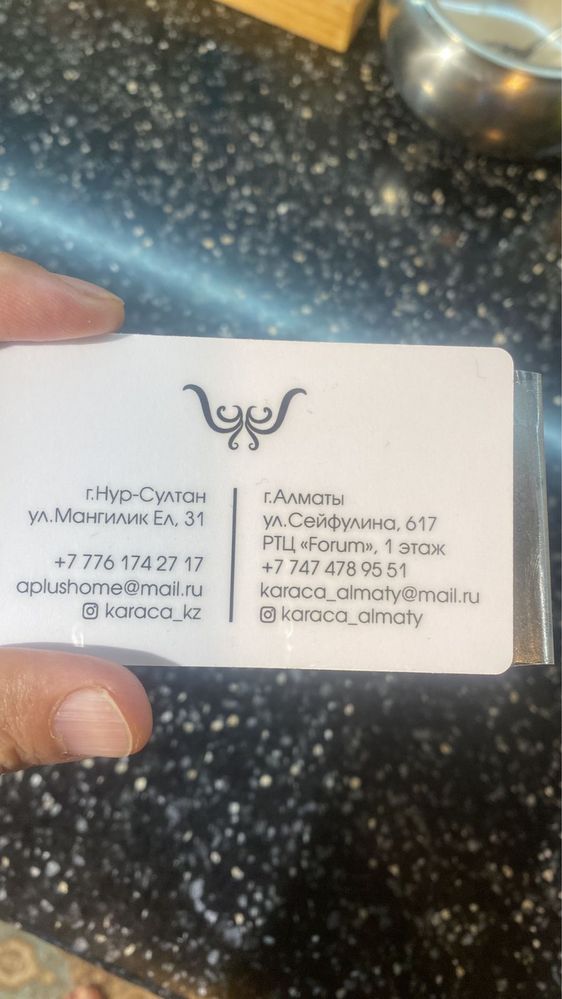 г.Нур-Султан
ул.Мангилик Ел, 31
+7 776 174 27 17
aplushome@mail.ru
karaca_kz
г.Алматы
ул.Сейфулина, 617
РТЦ «Forum», 1 этаж
+7 747 478 95 51
karaca_almaty@mail.ru
karaca_almaty